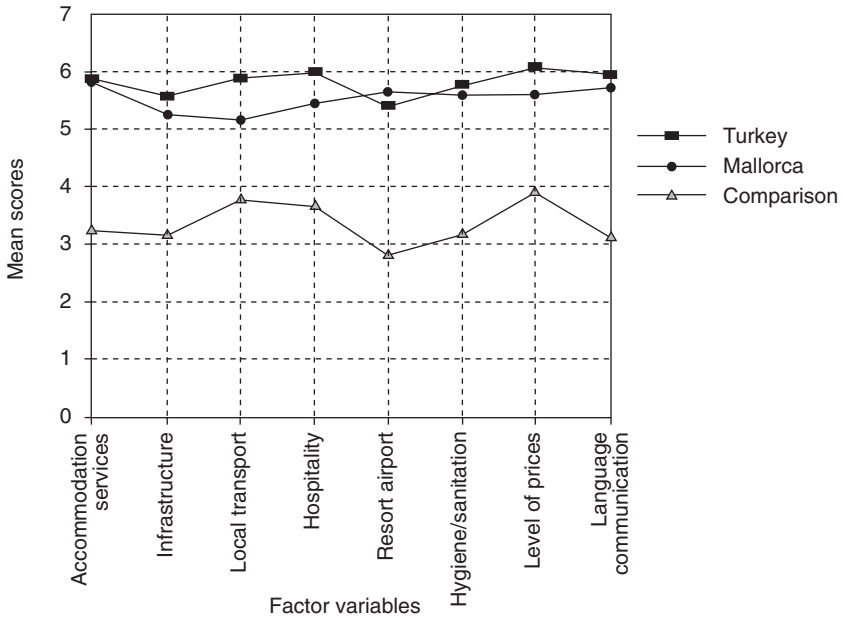 7
6
5
4
3
2
1
0
Mean scores
Accommodation
services
Infrastructure
Local transport
Hospitality
Resort airport
Hygiene/sanitation
Level of prices
Language
communication
Factor variables
Turkey
Mallorca
Comparison